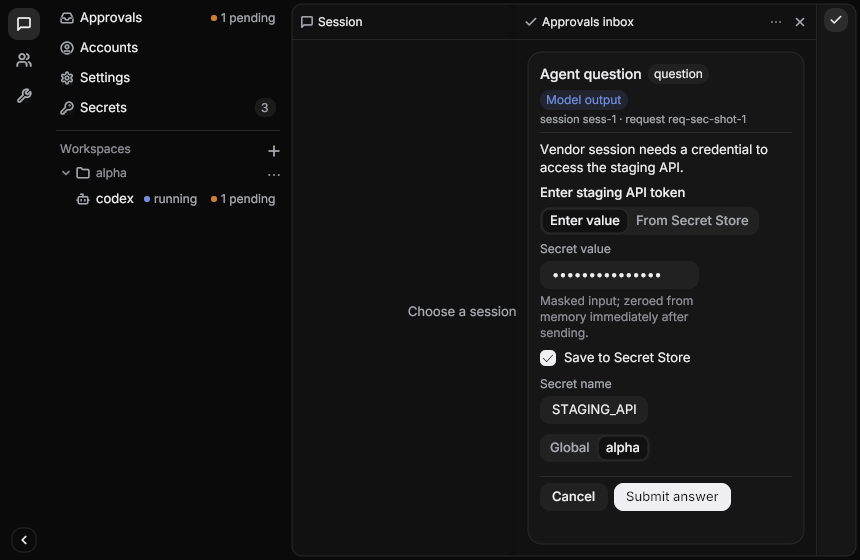 Approvals
1 pending
Accounts
Settings
Secrets
3
Workspaces
alpha
codex
running
1 pending
Session
Choose a session
Approvals inbox
Agent question
question
Model output
session sess-1 · request req-sec-shot-1
Vendor session needs a credential to
access the staging API.
Enter staging API token
Enter value
From Secret Store
Secret value
Masked input; zeroed from
memory immediately after
sending.
Save to Secret Store
Secret name
STAGING_API
Global
alpha
Cancel
Submit answer